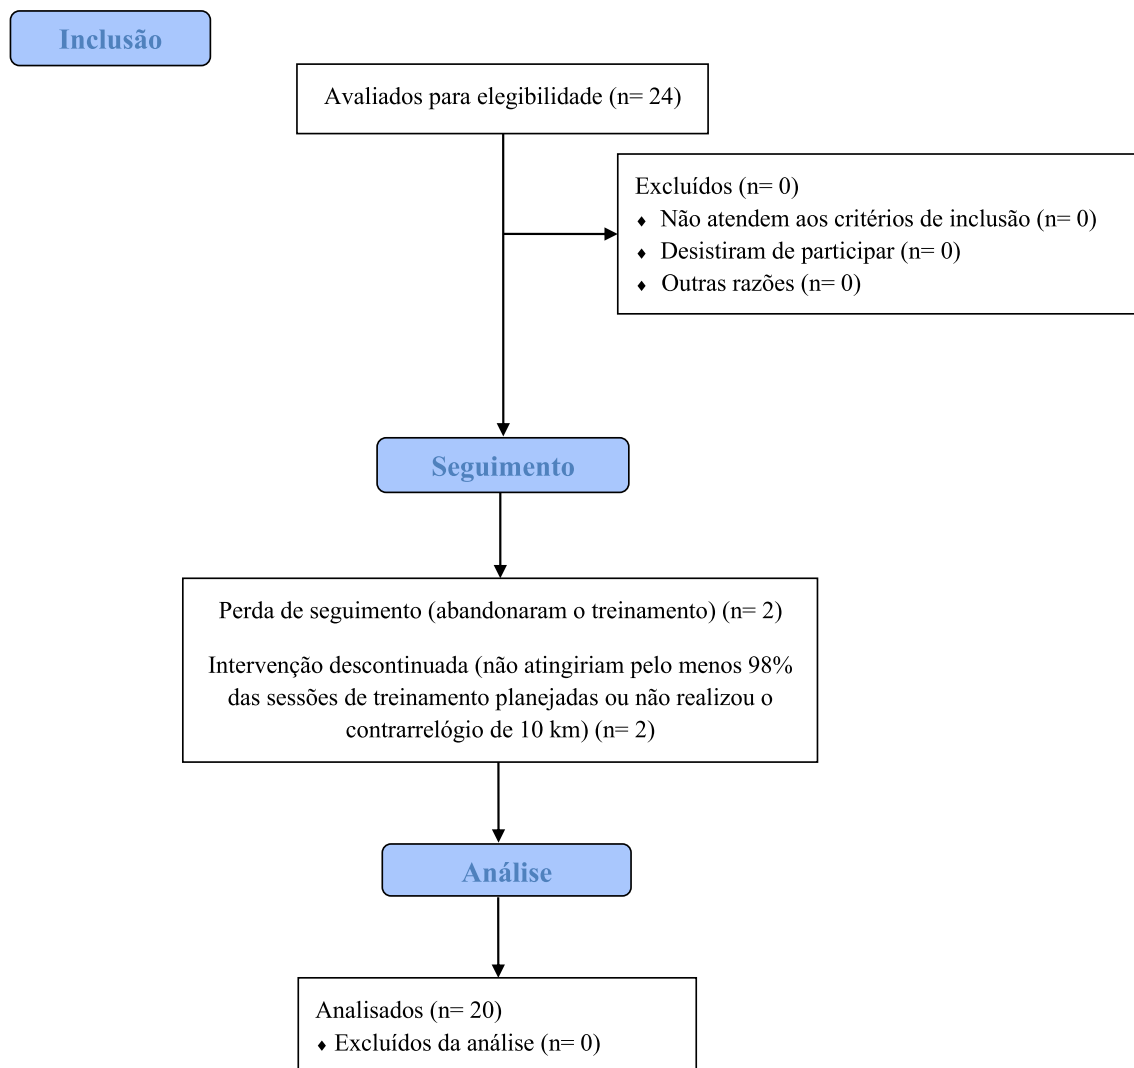 Inclusão
Avaliados para elegibilidade (n= 24)
Excluídos (n= 0)
♦ Não atendem aos critérios de inclusão (n= 0)
♦ Desistiram de participar (n= 0)
♦ Outras razões (n= 0)
Seguimento
Perda de seguimento (abandonaram o treinamento) (n= 2)
Intervenção descontinuada (não atingiriam pelo menos 98%
das sessões de treinamento planejadas ou não realizou o
contrarrelógio de 10 km) (n= 2)
Análise
Analisados (n= 20)
♦ Excluídos da análise (n= 0)